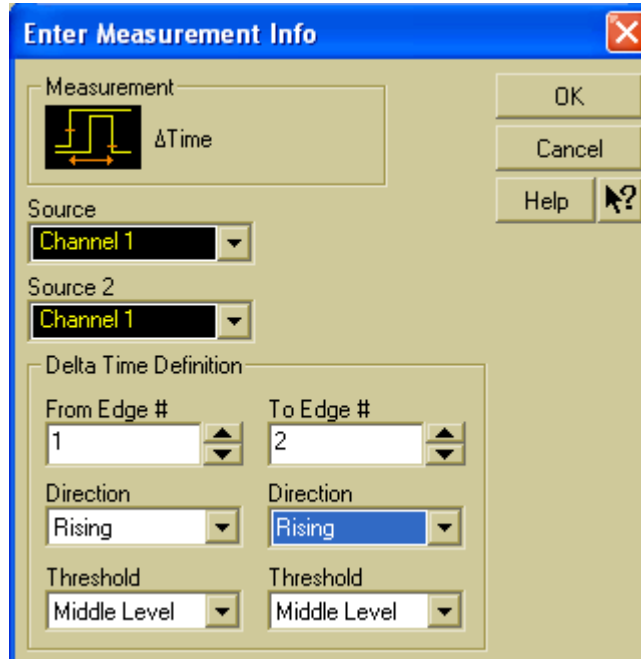 Enter Measurement Info
Measurement
ΔTime
OK
Cancel
Help
?
Source
Channel 1
Source 2
Channel 1
Delta Time Definition
From Edge # To Edge #
1 2
Direction Direction
Rising Rising
Threshold Threshold
Middle Level Middle Level